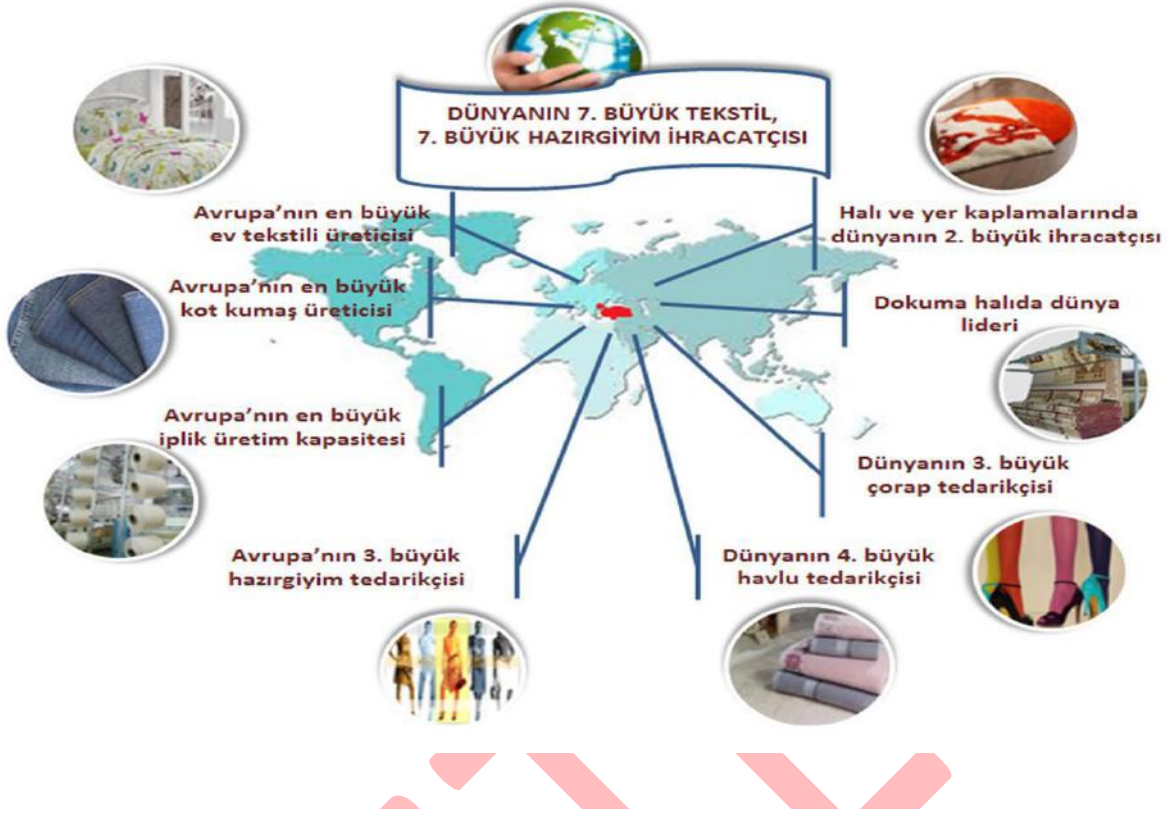 DÜNYANIN 7. BÜYÜK TEKSTİL,
7. BÜYÜK HAZIRGİYİM İHRACATÇISI
Avrupa’nın en büyük
ev tekstili üreticisi
Halı ve yer kaplamalarında
dünyanın 2. büyük ihracatçısı
Avrupa’nın en büyük
kot kumaş üreticisi
Dokuma halıda dünya
lideri
Avrupa’nın en büyük
iplik üretim kapasitesi
Dünyanın 3. büyük
çorap tedarikçisi
Avrupa’nın 3. büyük
hazırgiyim tedarikçisi
Dünyanın 4. büyük
havlu tedarikçisi